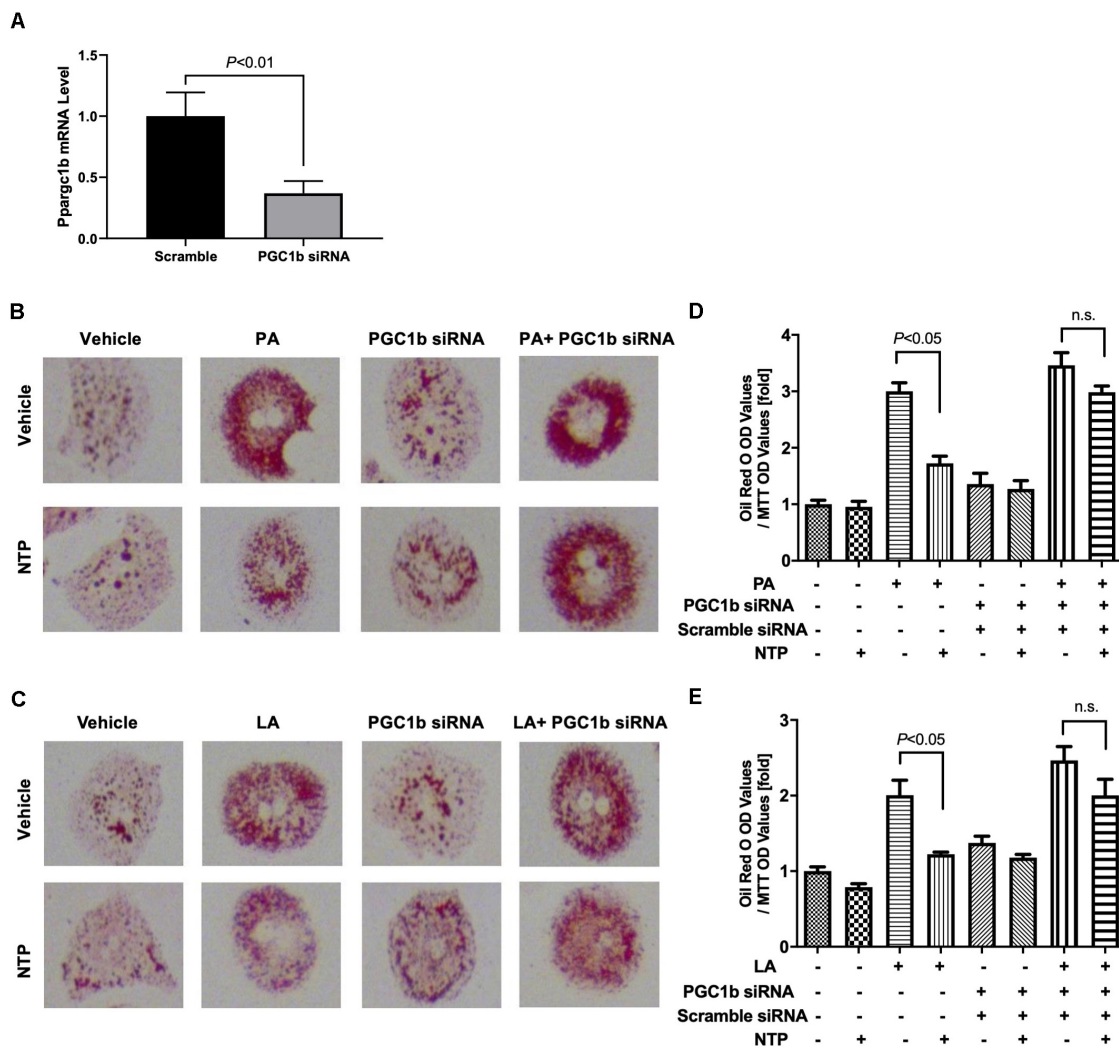 A
1.5
1.0
0.5
0.0
Ppargc1b mRNA Level
P<0.01
Scramble PGC1b siRNA
B
Vehicle PA PGC1b siRNA PA+ PGC1b siRNA
Vehicle
NTP
C
Vehicle LA PGC1b siRNA LA+ PGC1b siRNA
Vehicle
NTP
D
Oil Red O OD Values
/ MTT OD Values [fold]
4
3
2
1
0
P<0.05
n.s.
PA - - + + - - + +
PGC1b siRNA - - - - + + + +
Scramble siRNA - - - - + + + +
NTP - + - + - + - +
E
Oil Red O OD Values
/ MTT OD Values [fold]
3
2
1
0
P<0.05
n.s.
LA - - + + - - + +
PGC1b siRNA - - - - + + + +
Scramble siRNA - - - - + + + +
NTP - + - + - + - +